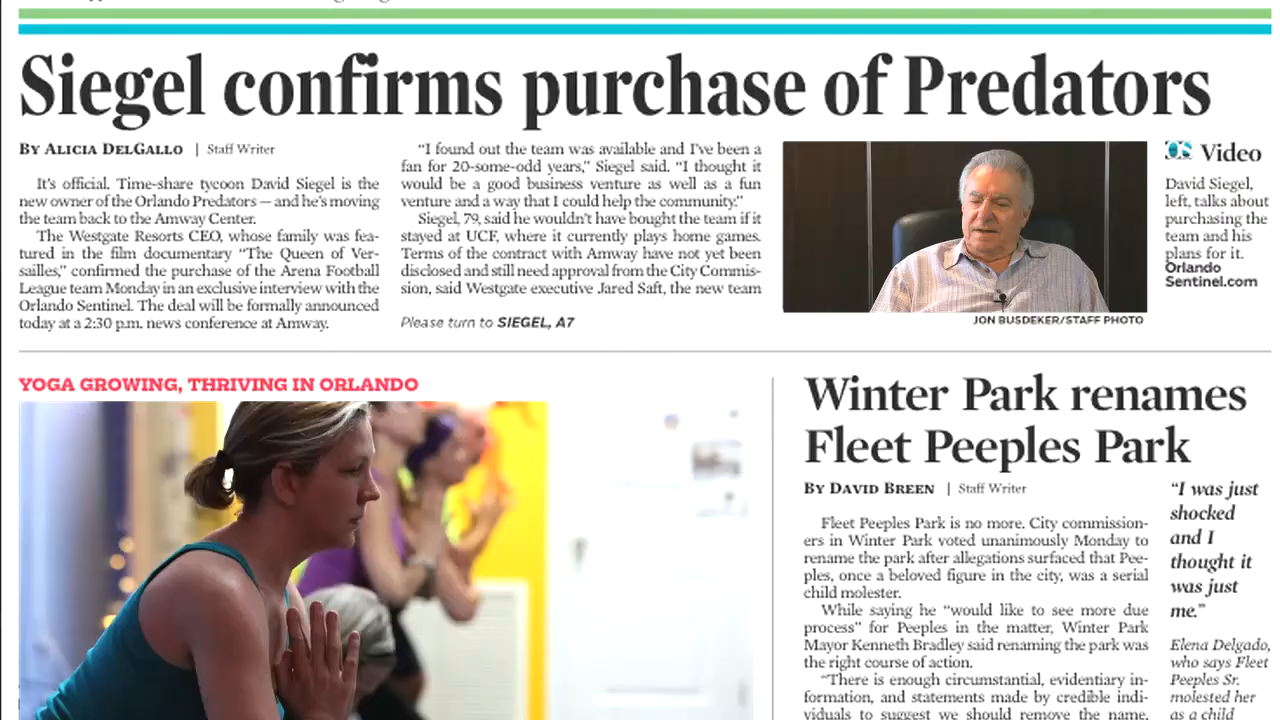 Siegel confirms purchase of Predators
BY ALICIA DELGALLO | Staff Writer
It's official. Time-share tycoon David Siegel is the
new owner of the Orlando Predators — and he's moving
the team back to the Amway Center.
The Westgate Resorts CEO, whose family was fea-
tured in the film documentary “The Queen of Ver-
sailles,” confirmed the purchase of the Arena Football
League team Monday in an exclusive interview with the
Orlando Sentinel. The deal will be formally announced
today at a 2:30 p.m. news conference at Amway.
“I found out the team was available and I've been a
fan for 20-some-odd years,” Siegel said. “I thought it
would be a good business venture as well as a fun
venture and a way that I could help the community.”
Siegel, 79, said he wouldn't have bought the team if it
stayed at UCF, where it currently plays home games.
Terms of the contract with Amway have not yet been
disclosed and still need approval from the City Commis-
sion, said Westgate executive Jared Saft, the new team
Please turn to SIEGEL, A7
JON BUSDEKER/STAFF PHOTO
OS Video
David Siegel,
left, talks about
purchasing the
team and his
plans for it.
Orlando
Sentinel.com
YOGA GROWING, THRIVING IN ORLANDO
Winter Park renames
Fleet Peeples Park
BY DAVID BREEN | Staff Writer
Fleet Peeples Park is no more. City commission-
ers in Winter Park voted unanimously Monday to
rename the park after allegations surfaced that Pee-
ples, once a beloved figure in the city, was a serial
child molester.
While saying he “would like to see more due
process” for Peeples in the matter, Winter Park
Mayor Kenneth Bradley said renaming the park was
the right course of action.
“There is enough circumstantial, evidentiary in-
formation, and statements made by credible indi-
viduals to suggest we should remove the name,
“I was just
shocked
and I
thought it
was just
me.”
Elena Delgado,
who says Fleet
Peeples Sr.
molested her
as a child